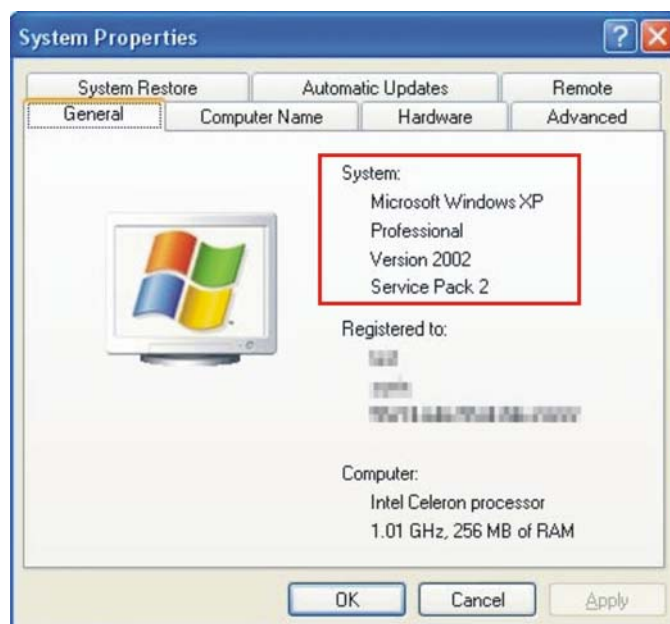 System Properties
System Restore Automatic Updates Remote
General Computer Name Hardware Advanced
System:
Microsoft Windows XP
Professional
Version 2002
Service Pack 2
Registered to:
Computer:
Intel Celeron processor
1.01 GHz, 256 MB of RAM
OK Cancel Apply